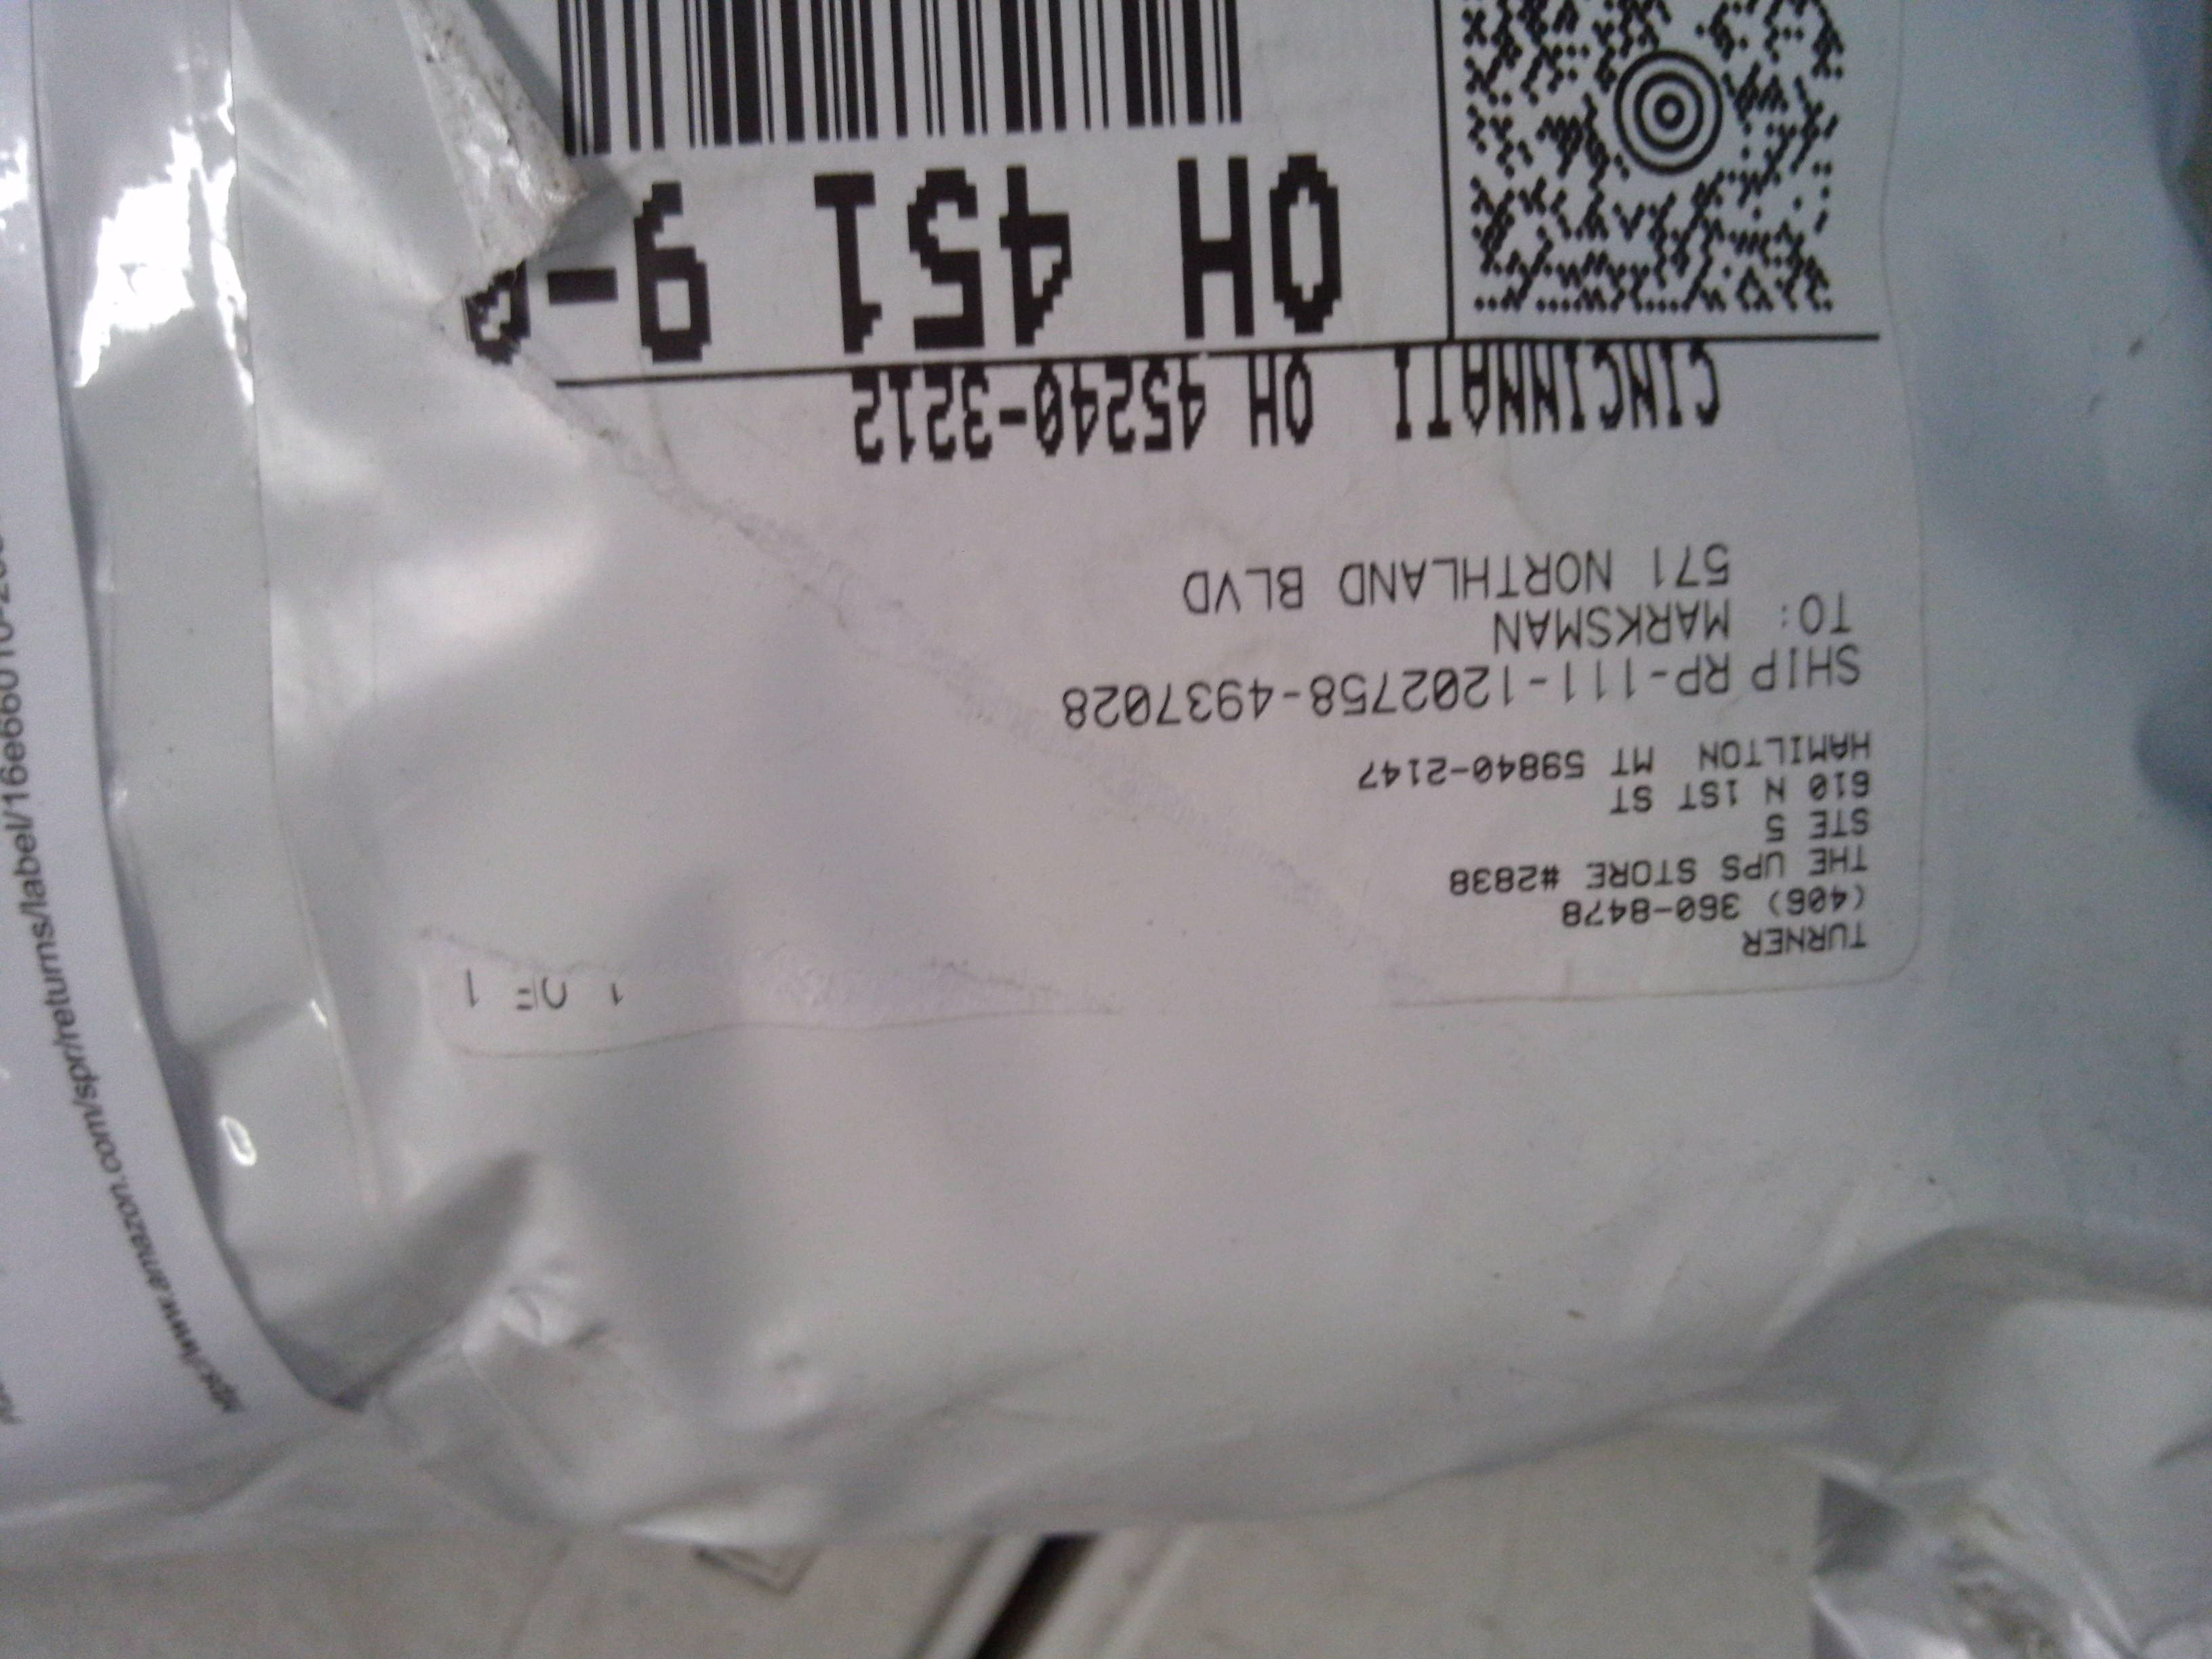 TURNER
(406) 360-8478
THE UPS STORE #2838
STE 5
610 N 1ST ST
HAMILTON MT 59840-2147
1 OF 1
SHIP RP-111-1202758-4937028
TO: MARKSMAN
571 NORTHLAND BLVD
CINCINNATI OH 45240-3212
OH 451 9-0